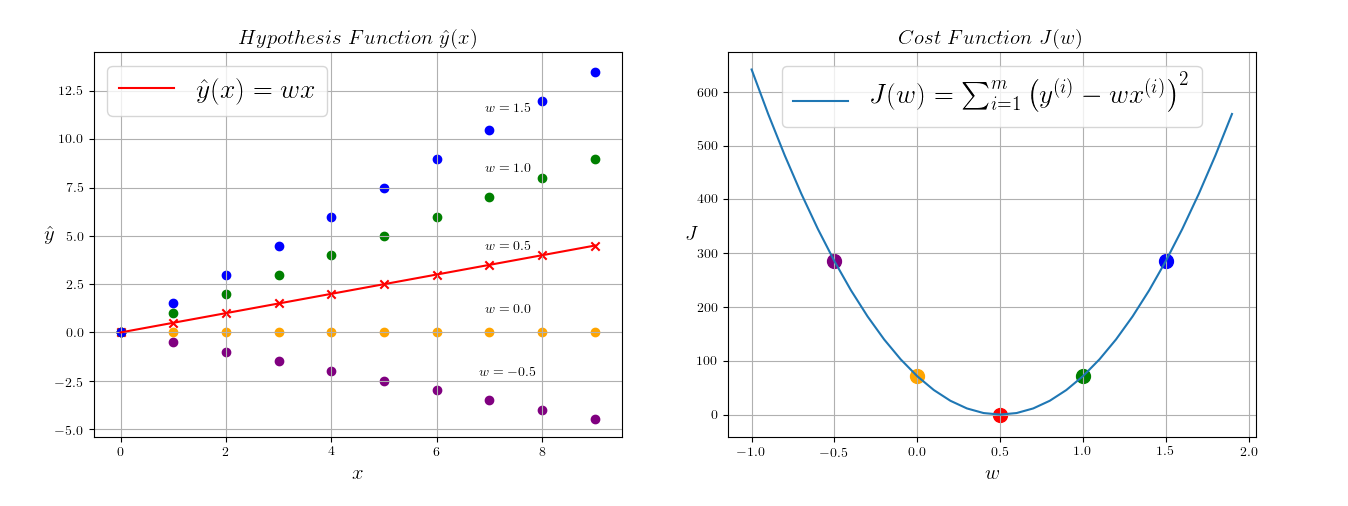 Hypothesis Function ŷ(x)
ŷ(x) = wx
12.5
10.0
7.5
5.0
2.5
0.0
−2.5
−5.0
ŷ
w = 1.5
w = 1.0
w = 0.5
w = 0.0
w = −0.5
0 2 4 6 8
x
Cost Function J(w)
J(w) = ∑ᵢ₌₁ᵐ (y⁽ⁱ⁾ − wx⁽ⁱ⁾)²
600
500
400
300
200
100
0
J
−1.0 −0.5 0.0 0.5 1.0 1.5 2.0
w